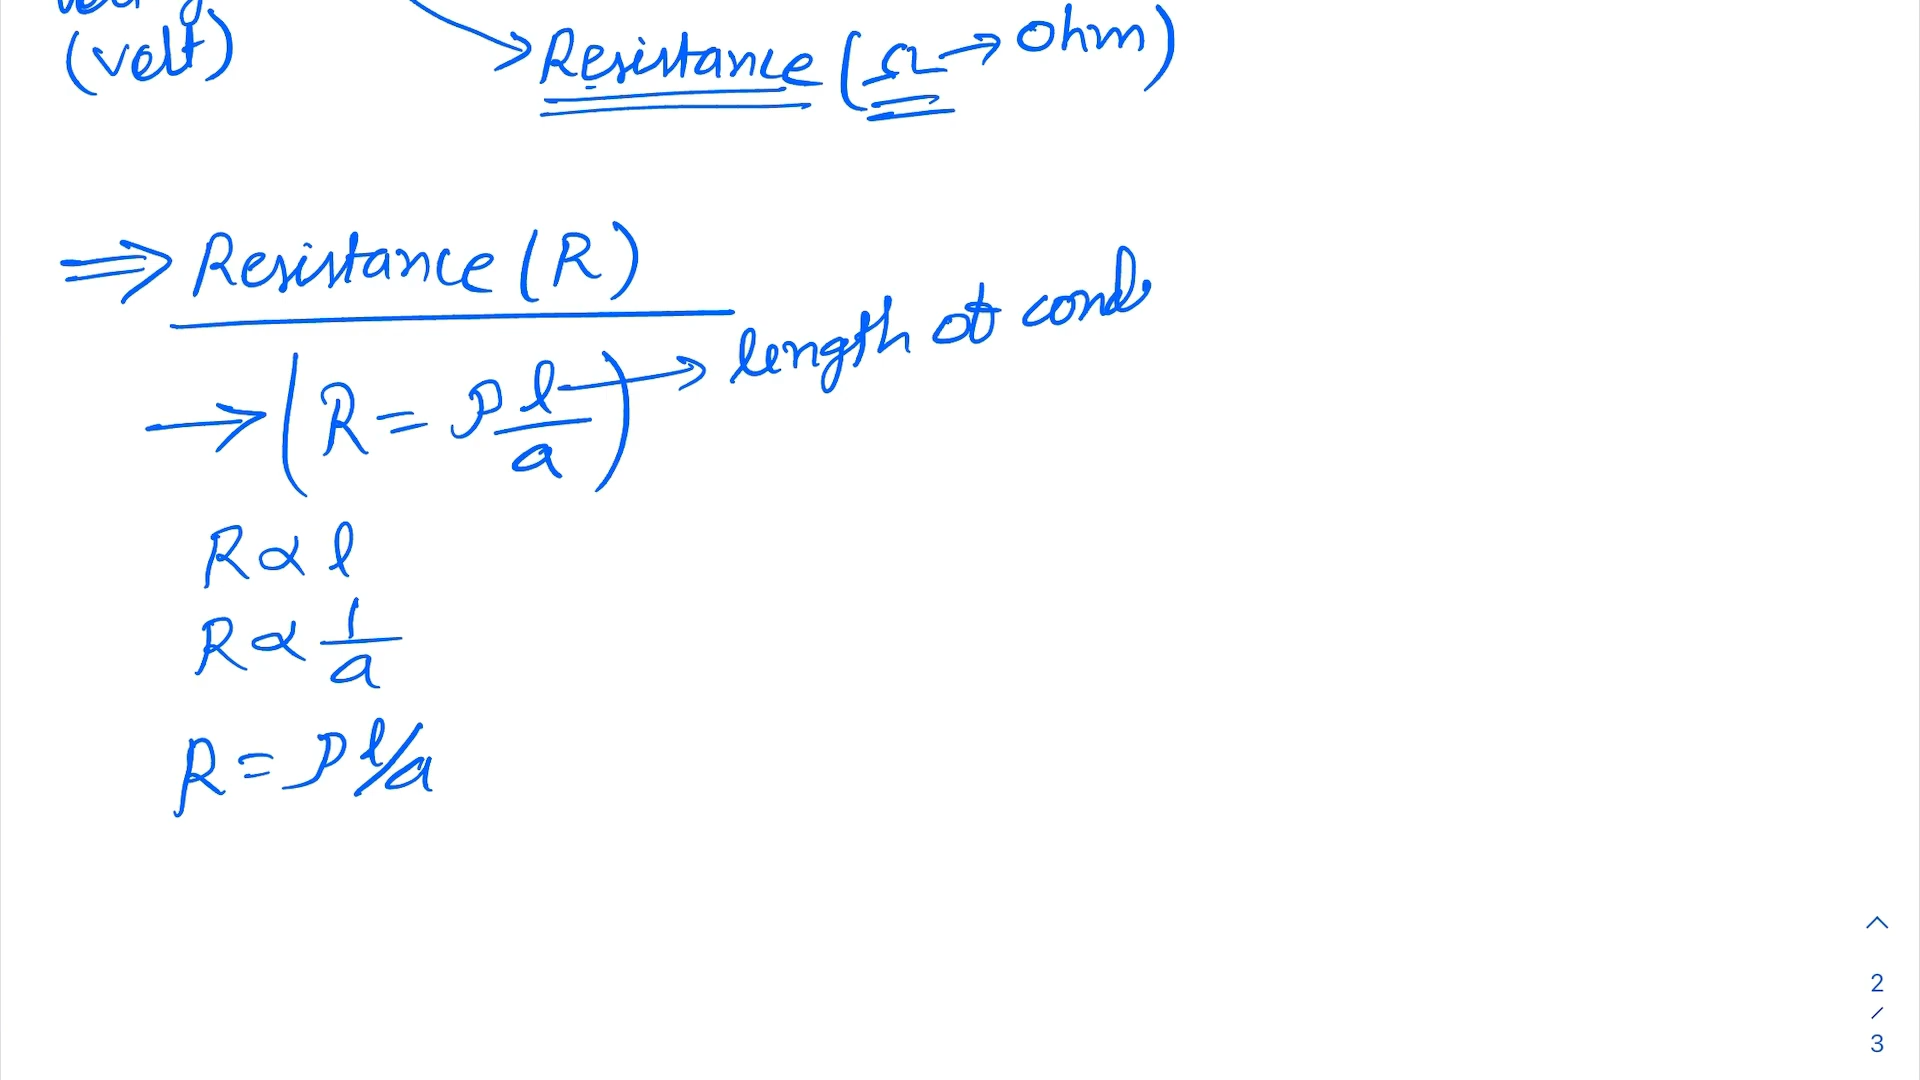 (volt)
→ Resistance (Ω → Ohm)
⇒ Resistance (R)
→ (R = ρ l/a) → length of cond.
R ∝ l
R ∝ 1/a
R = ρ l/a
^
2
/
3